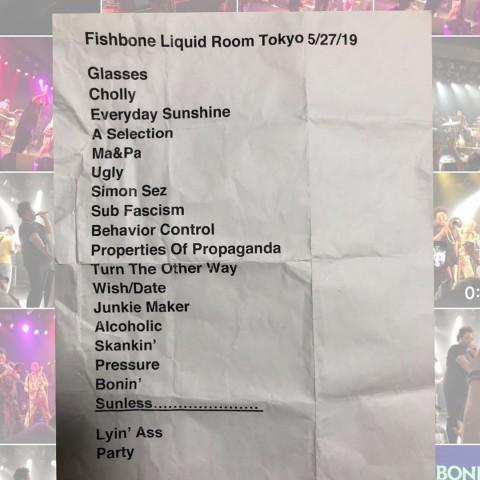 Fishbone Liquid Room Tokyo 5/27/19
Glasses
Cholly
Everyday Sunshine
A Selection
Ma&Pa
Ugly
Simon Sez
Sub Fascism
Behavior Control
Properties Of Propaganda
Turn The Other Way
Wish/Date
Junkie Maker
Alcoholic
Skankin'
Pressure
Bonin'
Sunless.....................
Lyin' Ass
Party
0:
BONE